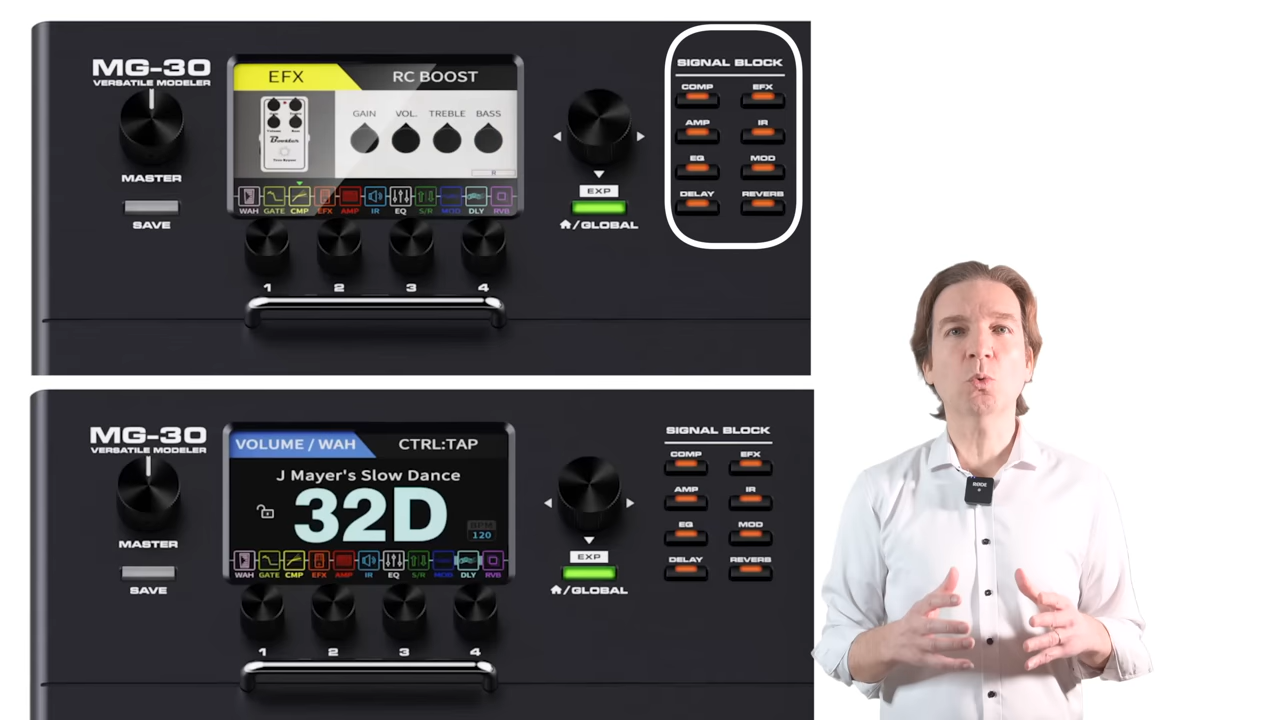 MG-30
VERSATILE MODELER
MASTER
SAVE
EFX RC BOOST
GAIN VOL. TREBLE BASS
Booster
WAH GATE CMP EFX AMP IR EQ S/R MOD DLY RVB
1 2 3 4
EXP
/GLOBAL
SIGNAL BLOCK
COMP EFX
AMP IR
EQ MOD
DELAY REVERB
MG-30
VERSATILE MODELER
MASTER
SAVE
VOLUME / WAH CTRL:TAP
J Mayer's Slow Dance
32D
BPM
120
WAH GATE CMP EFX AMP IR EQ S/R MOD DLY RVB
1 2 3 4
EXP
/GLOBAL
SIGNAL BLOCK
COMP EFX
AMP IR
EQ MOD
DELAY REVERB
RODE